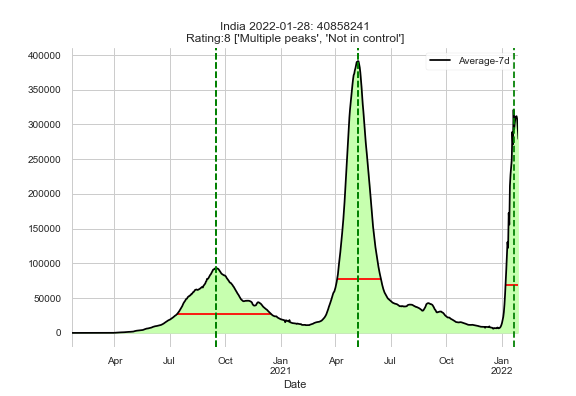 India 2022-01-28: 40858241
Rating:8 ['Multiple peaks', 'Not in control']
Average-7d
400000
350000
300000
250000
200000
150000
100000
50000
0
Apr
Jul
Oct
Jan
2021
Apr
Jul
Oct
Jan
2022
Date